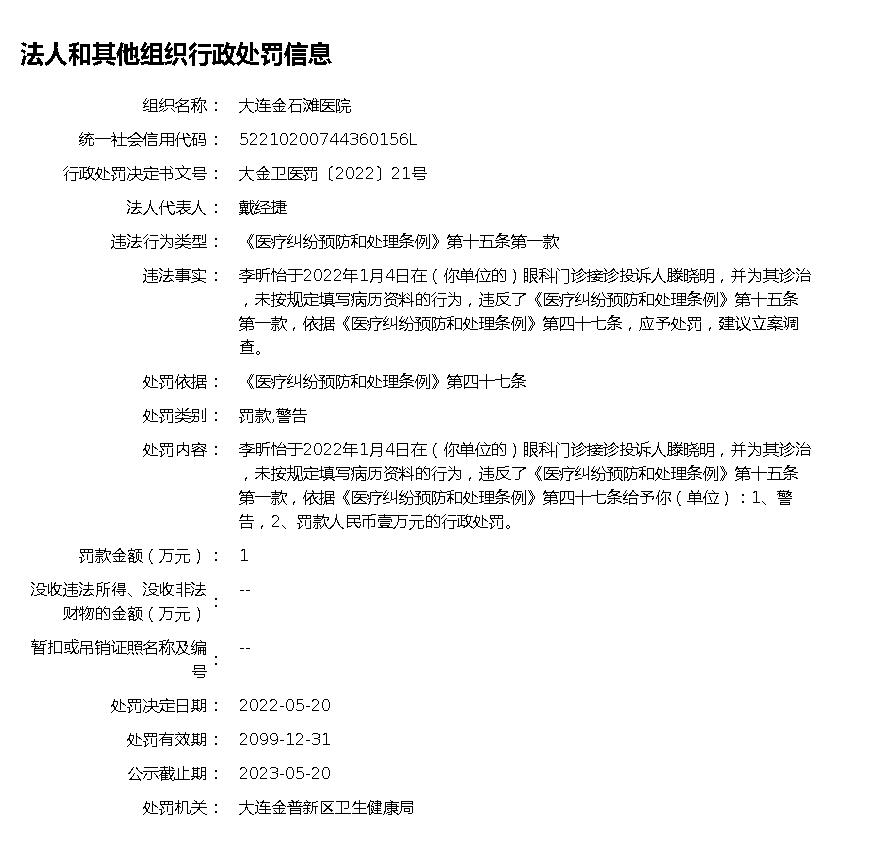 法人和其他组织行政处罚信息
组织名称： 大连金石滩医院
统一社会信用代码： 52210200744360156L
行政处罚决定书文号： 大金卫医罚〔2022〕21号
法人代表人： 戴经捷
违法行为类型： 《医疗纠纷预防和处理条例》第十五条第一款
违法事实： 李昕怡于2022年1月4日在（你单位的）眼科门诊接诊投诉人滕晓明，并为其诊治
，未按规定填写病历资料的行为，违反了《医疗纠纷预防和处理条例》第十五条
第一款，依据《医疗纠纷预防和处理条例》第四十七条，应予处罚，建议立案调
查。
处罚依据： 《医疗纠纷预防和处理条例》第四十七条
处罚类别： 罚款,警告
处罚内容： 李昕怡于2022年1月4日在（你单位的）眼科门诊接诊投诉人滕晓明，并为其诊治
，未按规定填写病历资料的行为，违反了《医疗纠纷预防和处理条例》第十五条
第一款，依据《医疗纠纷预防和处理条例》第四十七条给予你（单位）：1、警
告，2、罚款人民币壹万元的行政处罚。
罚款金额（万元）： 1
没收违法所得、没收非法
财物的金额（万元）： --
暂扣或吊销证照名称及编
号： --
处罚决定日期： 2022-05-20
处罚有效期： 2099-12-31
公示截止期： 2023-05-20
处罚机关： 大连金普新区卫生健康局